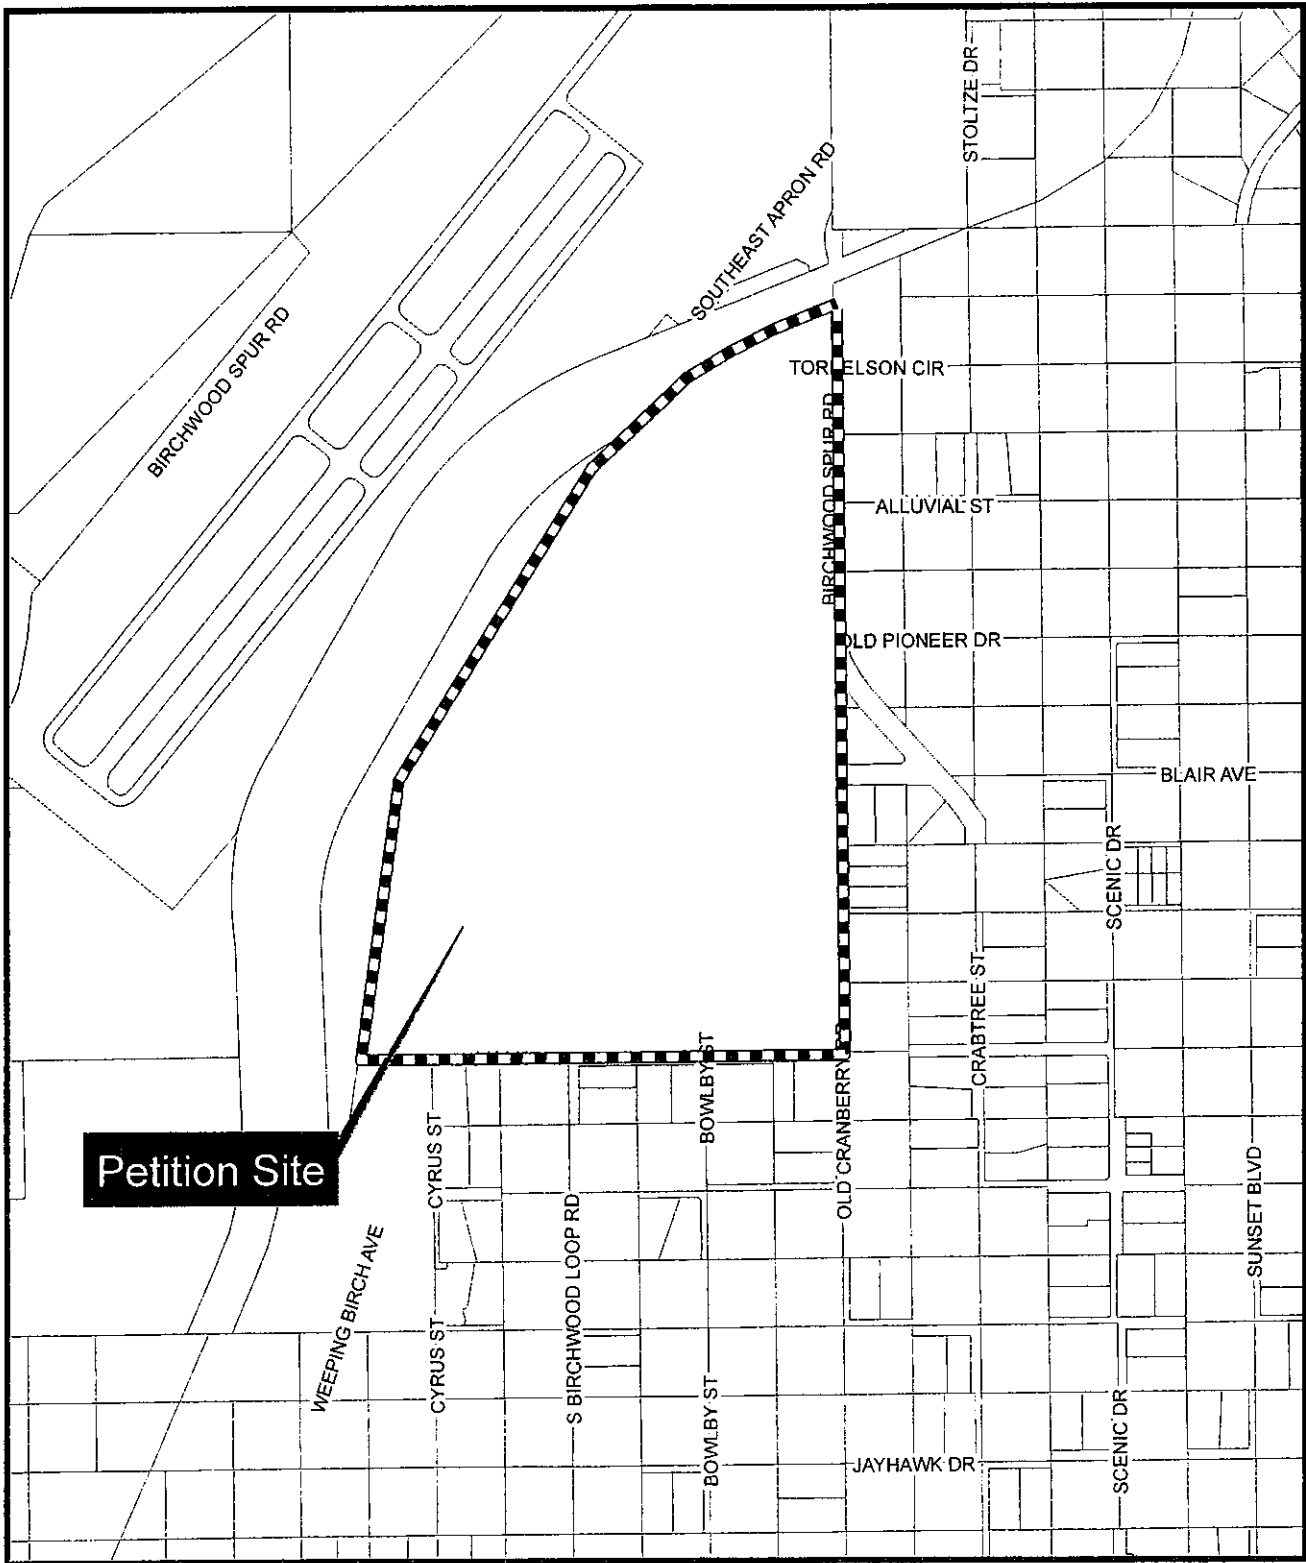 STOLTZE DR
SOUTHEAST APRON RD
BIRCHWOOD SPUR RD
ELSON CIR
BIRCHWOOD SPUR RD
ALLUVIAL ST
OLD PIONEER DR
BLAIR AVE
SCENIC DR
CRABTREE ST
BOWLBY ST
OLD CRANBERRY
CYRUS ST
Petition Site
SUNSET BLVD
S BIRCHWOOD LOOP RD
WEEPING BIRCH AVE
CYRUS ST
BOWLBY ST
SCENIC DR
JAYHAWK DR